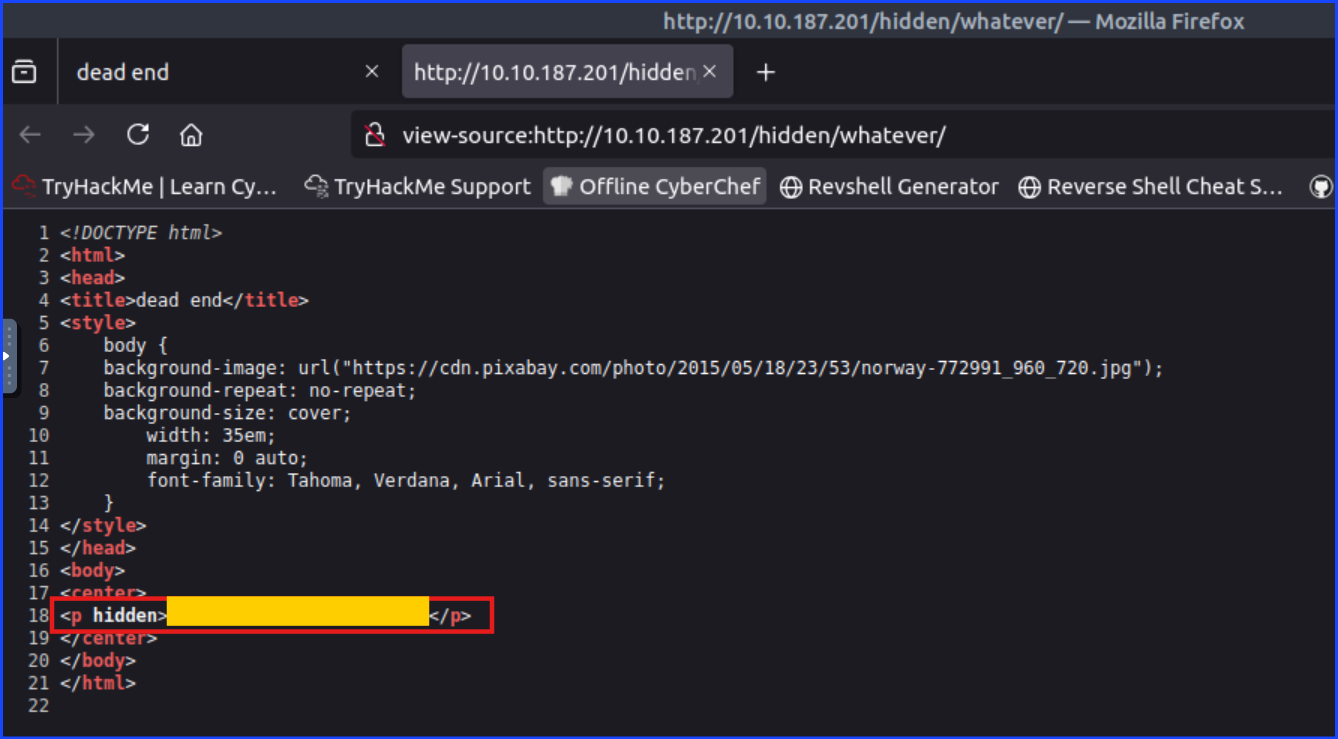 http://10.10.187.201/hidden/whatever/ — Mozilla Firefox
dead end
http://10.10.187.201/hidden
view-source:http://10.10.187.201/hidden/whatever/
TryHackMe | Learn Cy... TryHackMe Support Offline CyberChef Revshell Generator Reverse Shell Cheat S...
1 <!DOCTYPE html>
2 <html>
3 <head>
4 <title>dead end</title>
5 <style>
6 body {
7 background-image: url("https://cdn.pixabay.com/photo/2015/05/18/23/53/norway-772991_960_720.jpg");
8 background-repeat: no-repeat;
9 background-size: cover;
10 width: 35em;
11 margin: 0 auto;
12 font-family: Tahoma, Verdana, Arial, sans-serif;
13 }
14 </style>
15 </head>
16 <body>
17 <center>
18 <p hidden></p>
19 </center>
20 </body>
21 </html>
22